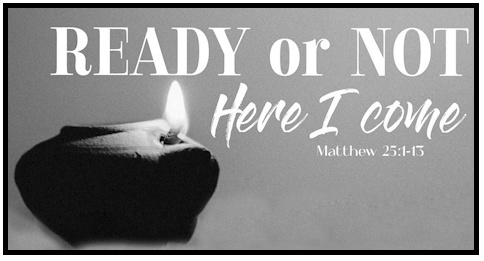 READY or NOT
Here I come
Matthew 25:1-13